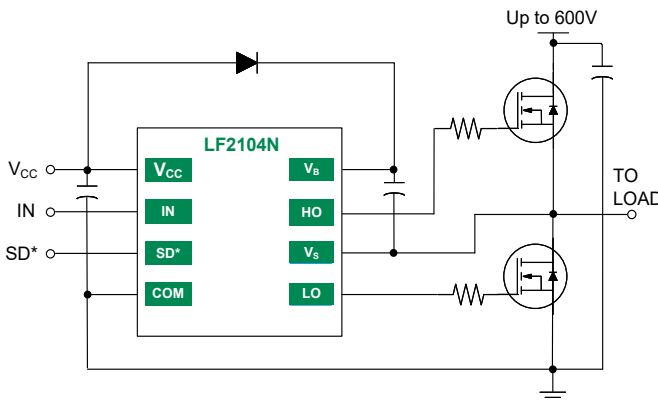 Up to 600V
LF2104N
VCC
VCC
VB
IN
IN
HO
TO
LOAD
SD*
SD*
VS
COM
LO